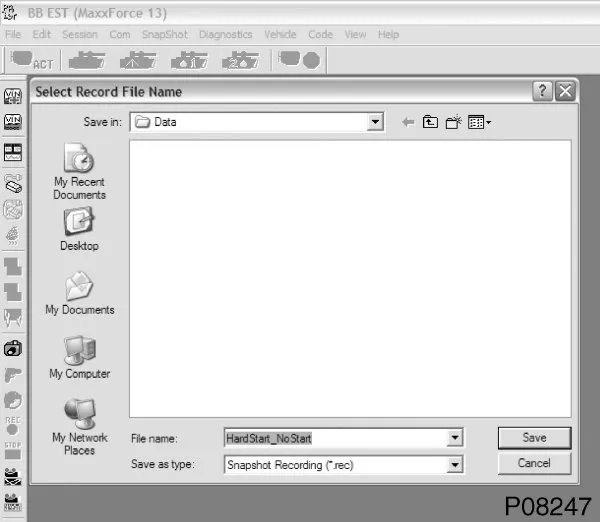 BB EST (MaxxForce 13)
File Edit Session Com SnapShot Diagnostics Vehicle Code View Help
ACT
Select Record File Name
Save in: Data
VIN
VIN
My Recent
Documents
Desktop
My Documents
My Computer
My Network
Places
REC
STOP
File name: HardStart_NoStart Save
Save as type: Snapshot Recording (*.rec) Cancel
P08247